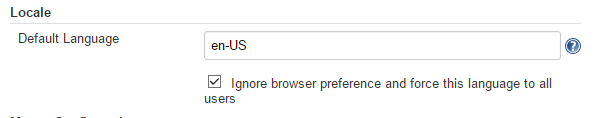 Locale
Default Language
en-US
Ignore browser preference and force this language to all
users